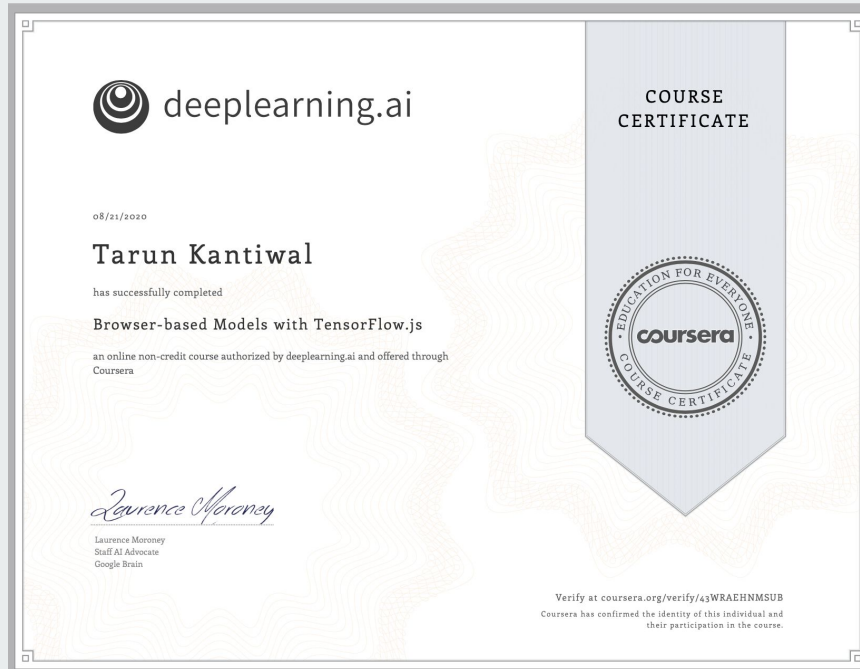 deeplearning.ai
COURSE
CERTIFICATE
08/21/2020
Tarun Kantiwal
has successfully completed
Browser-based Models with TensorFlow.js
an online non-credit course authorized by deeplearning.ai and offered through
Coursera
EDUCATION FOR EVERYONE
coursera
COURSE CERTIFICATE
Laurence Moroney
Laurence Moroney
Staff AI Advocate
Google Brain
Verify at coursera.org/verify/43WRAEHNMSUB
Coursera has confirmed the identity of this individual and
their participation in the course.